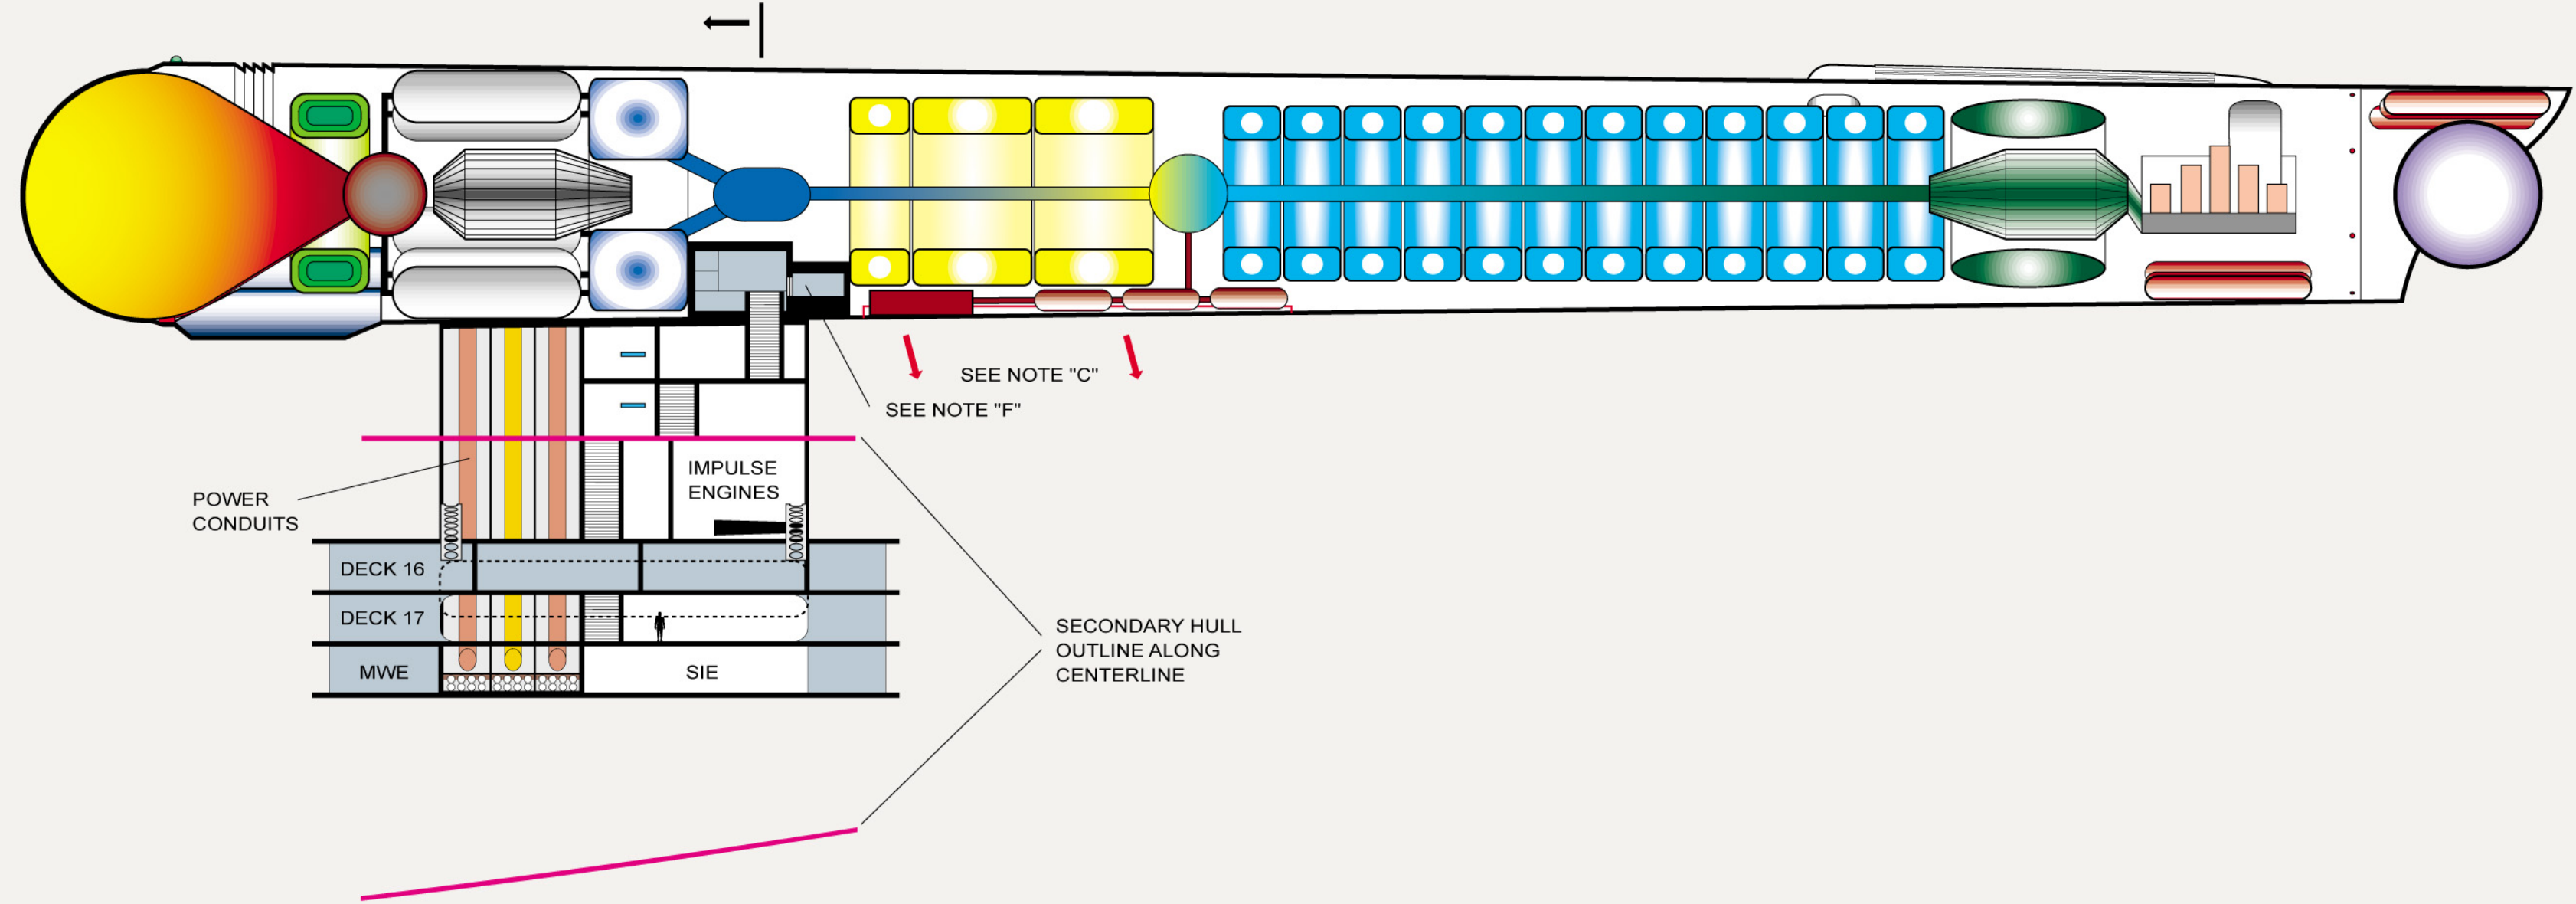 SEE NOTE "C"
SEE NOTE "F"
IMPULSE
ENGINES
POWER
CONDUITS
DECK 16
DECK 17
MWE
SIE
SECONDARY HULL
OUTLINE ALONG
CENTERLINE